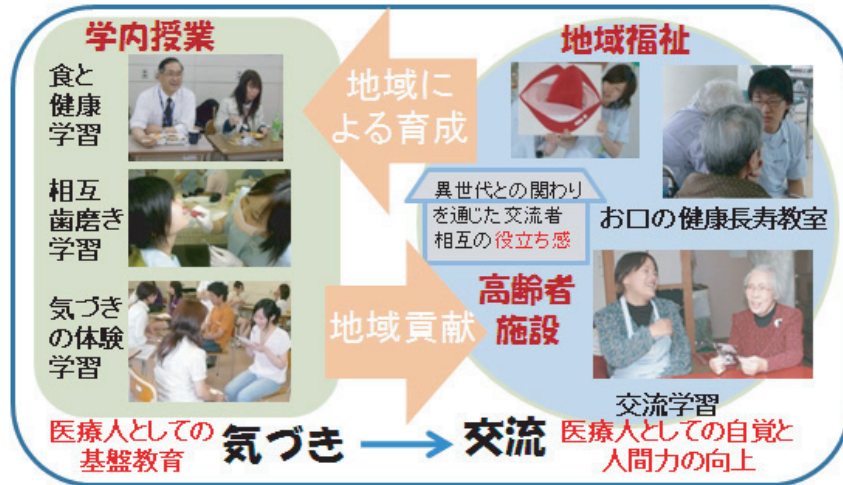 学内授業
食と
健康
学習
相互
歯磨き
学習
気づき
の体験
学習
地域に
よる育成
地域貢献
地域福祉
異世代との関わり
を通じた交流者
相互の役立ち感
お口の健康長寿教室
高齢者
施設
交流学習
医療人としての
基盤教育
気づき
交流
医療人としての自覚と
人間力の向上